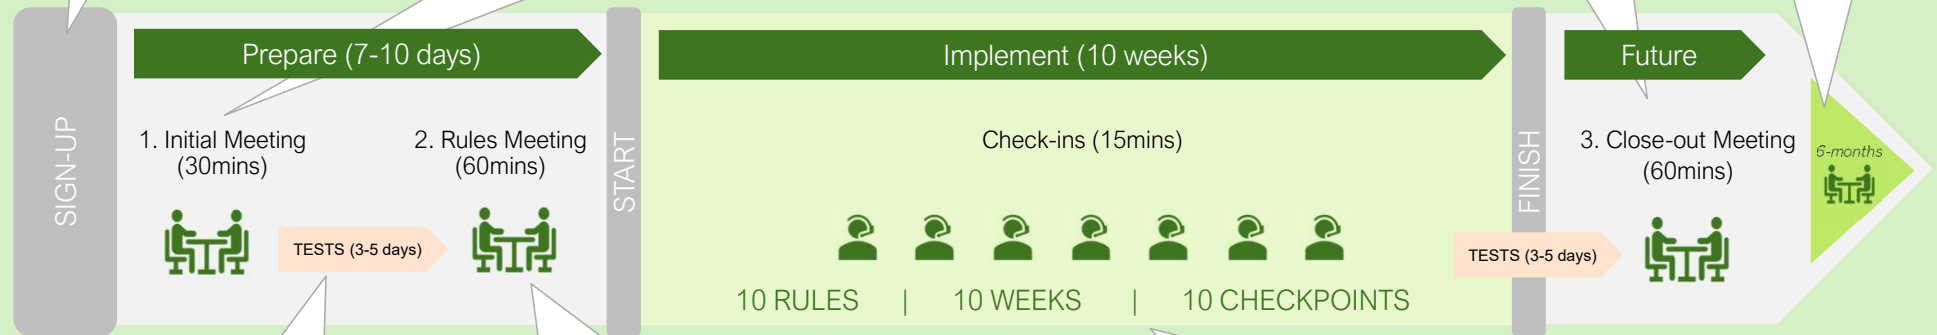 SIGN-UP
Prepare (7-10 days)
1. Initial Meeting
(30mins)
TESTS (3-5 days)
2. Rules Meeting
(60mins)
START
Implement (10 weeks)
Check-ins (15mins)
10 RULES | 10 WEEKS | 10 CHECKPOINTS
FINISH
TESTS (3-5 days)
Future
3. Close-out Meeting
(60mins)
6-months